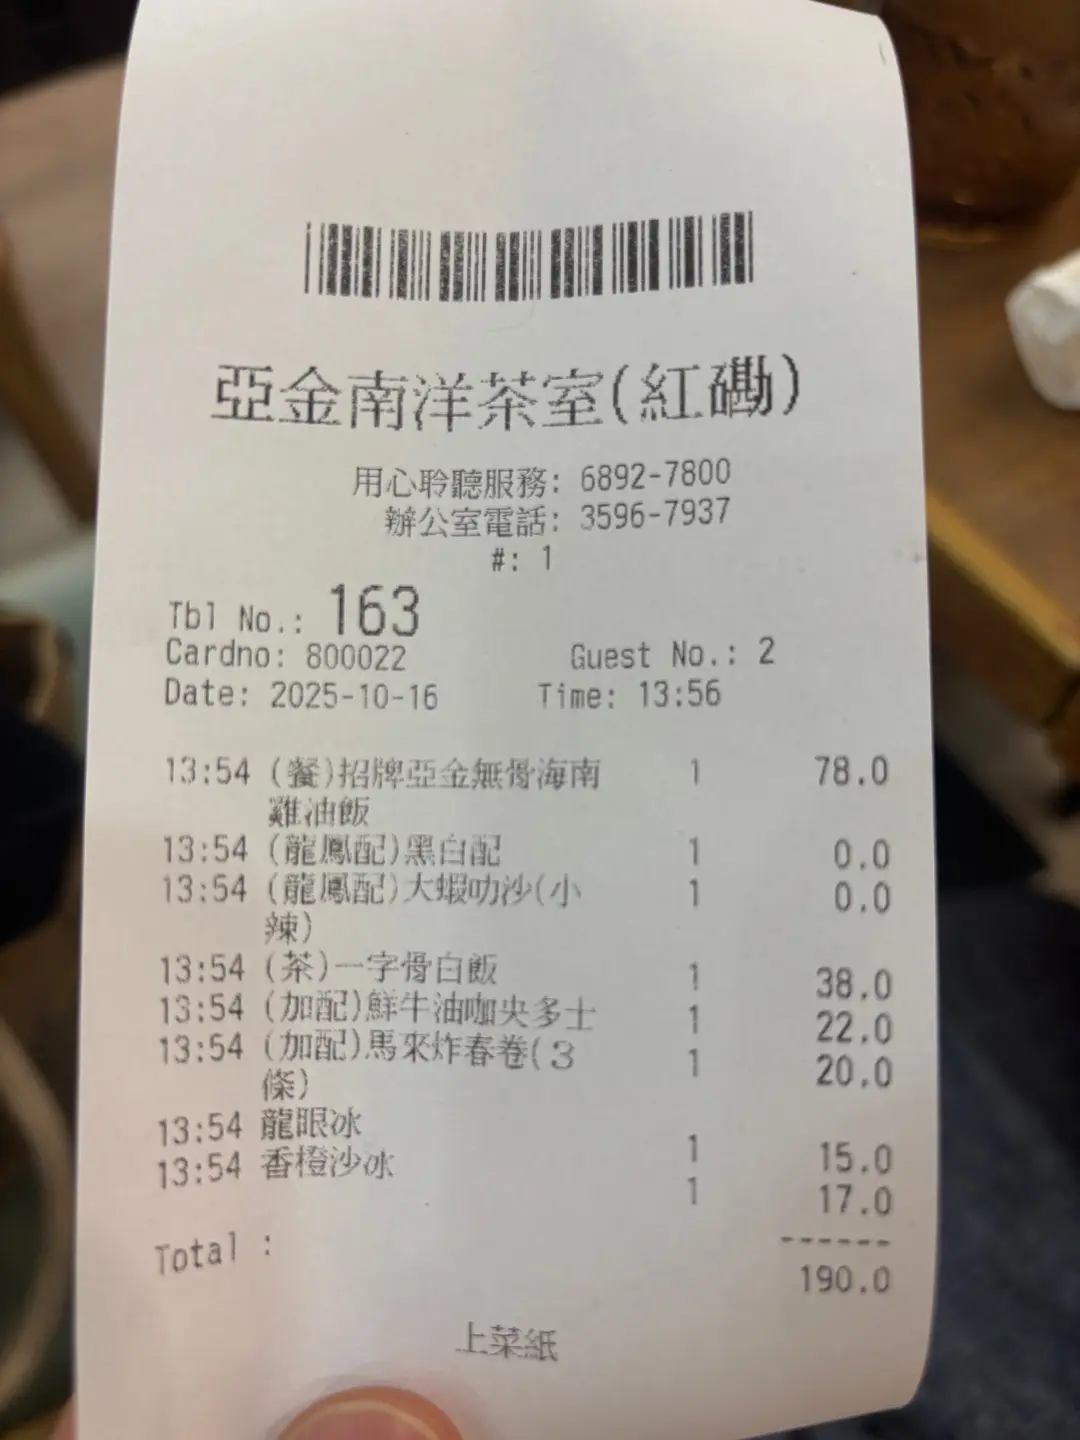 亞金南洋茶室(紅磡)
用心聆聽服務: 6892-7800
辦公室電話: 3596-7937
#: 1
Tbl No.: 163
Cardno: 800022 Guest No.: 2
Date: 2025-10-16 Time: 13:56
13:54 (餐)招牌亞金無骨海南 1 78.0
雞油飯
13:54 (龍鳳配)黑白配 1 0.0
13:54 (龍鳳配)大蝦叻沙(小 1 0.0
辣)
13:54 (茶)一字骨白飯 1 38.0
13:54 (加配)鮮牛油咖央多士 1 22.0
13:54 (加配)馬來炸春卷(3 1 20.0
條)
13:54 龍眼冰 1 15.0
13:54 香橙沙冰 1 17.0
------
Total : 190.0
上菜紙